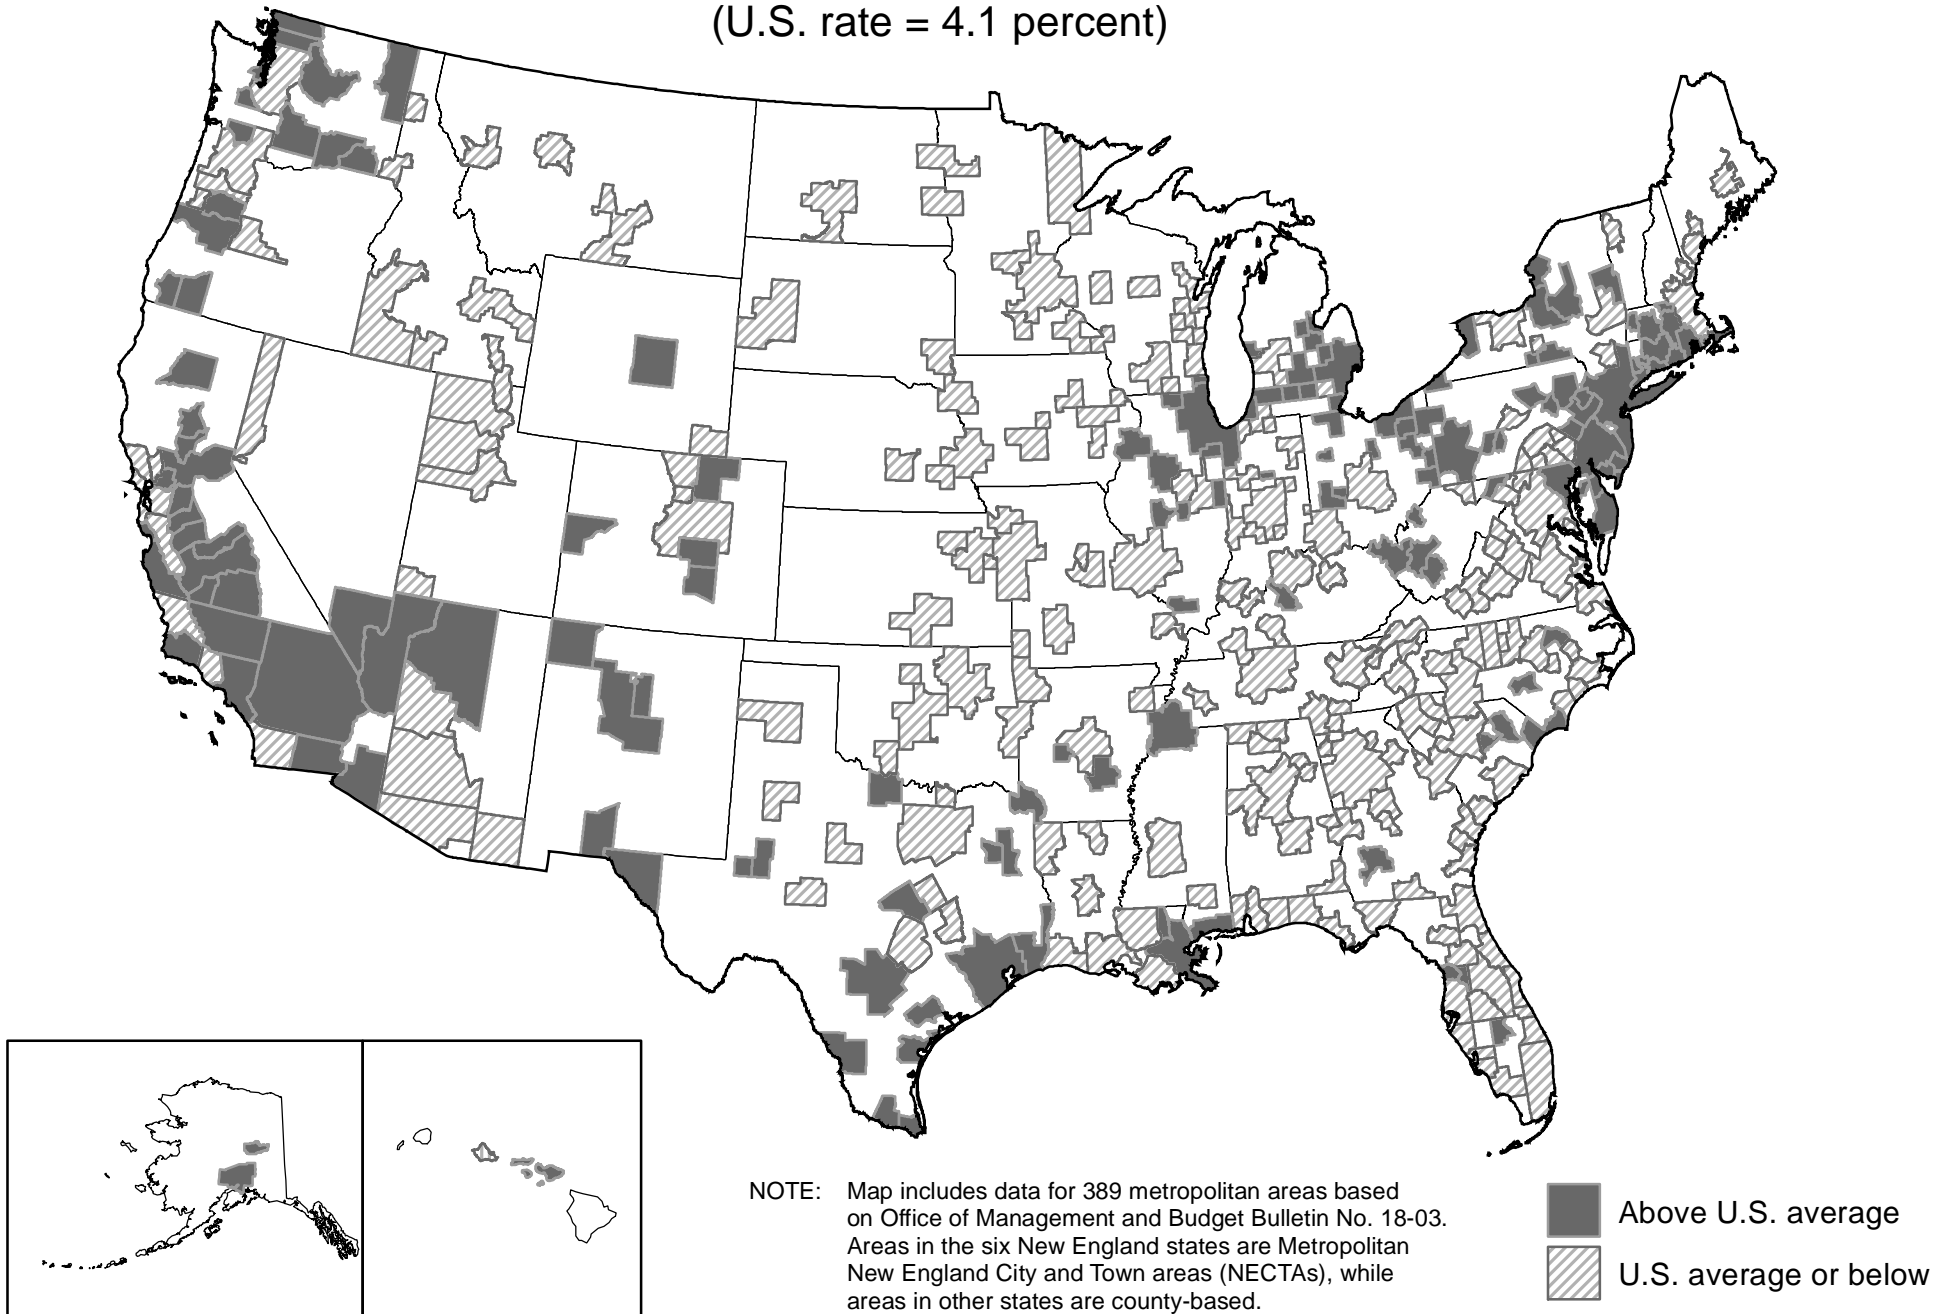 (U.S. rate = 4.1 percent)
NOTE: Map includes data for 389 metropolitan areas based
on Office of Management and Budget Bulletin No. 18-03.
Areas in the six New England states are Metropolitan
New England City and Town areas (NECTAs), while
areas in other states are county-based.
Above U.S. average
U.S. average or below